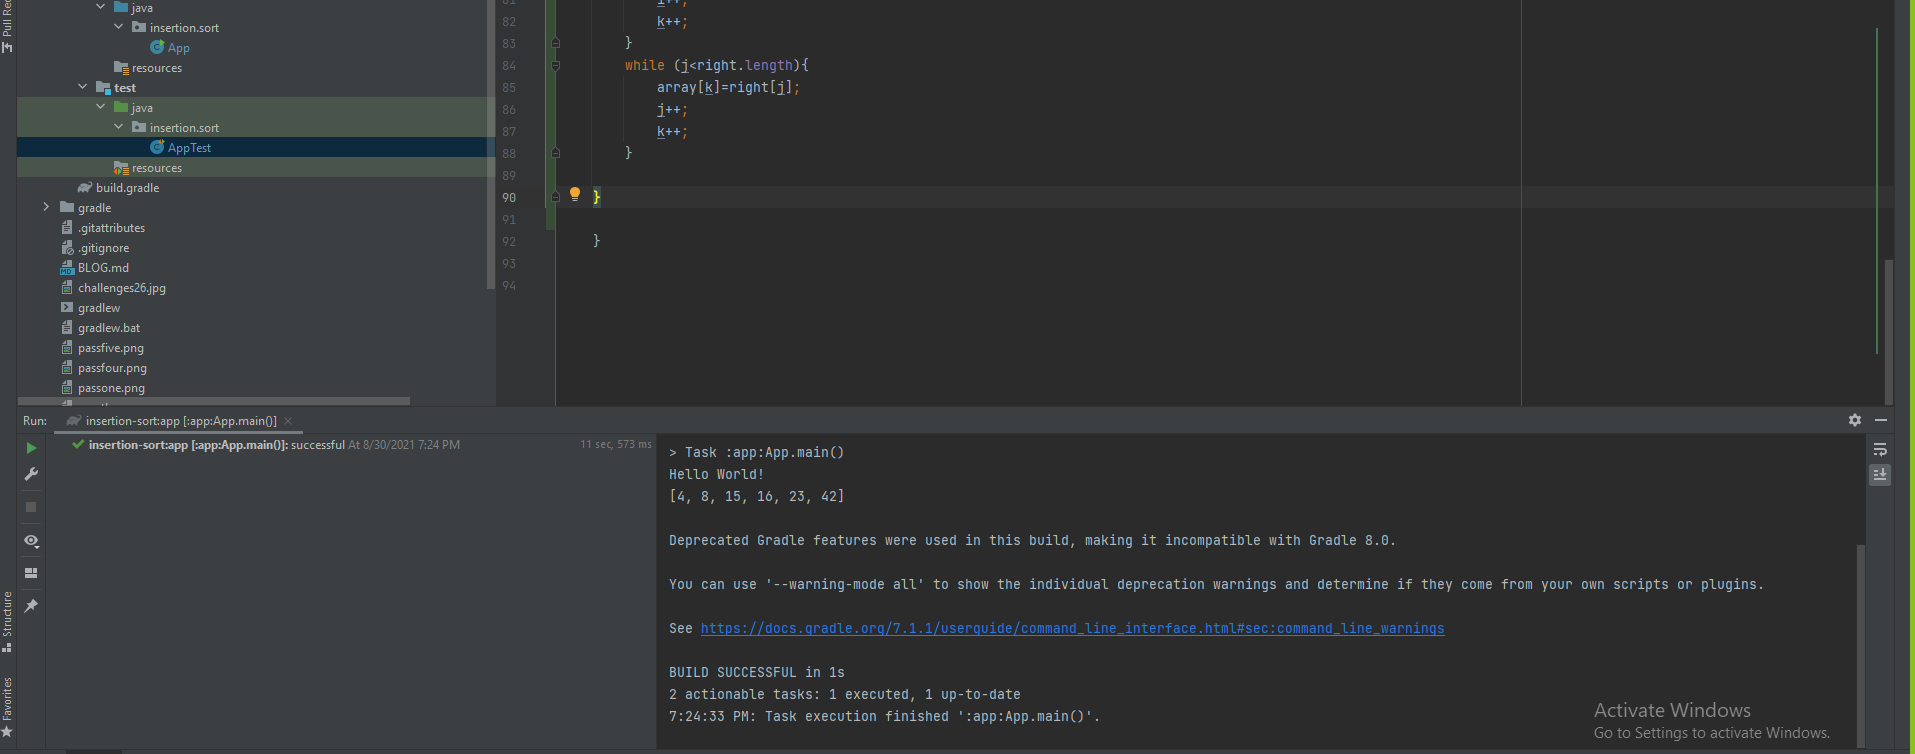 Pull Rec
java
insertion.sort
App
resources
test
java
insertion.sort
AppTest
resources
build.gradle
gradle
.gitattributes
.gitignore
BLOG.md
challenges26.jpg
gradlew
gradlew.bat
passfive.png
passfour.png
passone.png
81 i++;
82 k++;
83 }
84 while (j<right.length){
85 array[k]=right[j];
86 j++;
87 k++;
88 }
89
90 }
91
92 }
93
94
Run: insertion-sort:app [:app:App.main()]
insertion-sort:app [:app:App.main()]: successful At 8/30/2021 7:24 PM 11 sec, 573 ms
> Task :app:App.main()
Hello World!
[4, 8, 15, 16, 23, 42]
Deprecated Gradle features were used in this build, making it incompatible with Gradle 8.0.
You can use '--warning-mode all' to show the individual deprecation warnings and determine if they come from your own scripts or plugins.
See https://docs.gradle.org/7.1.1/userguide/command_line_interface.html#sec:command_line_warnings
BUILD SUCCESSFUL in 1s
2 actionable tasks: 1 executed, 1 up-to-date
7:24:33 PM: Task execution finished ':app:App.main()'.
Structure
Favorites
Activate Windows
Go to Settings to activate Windows.